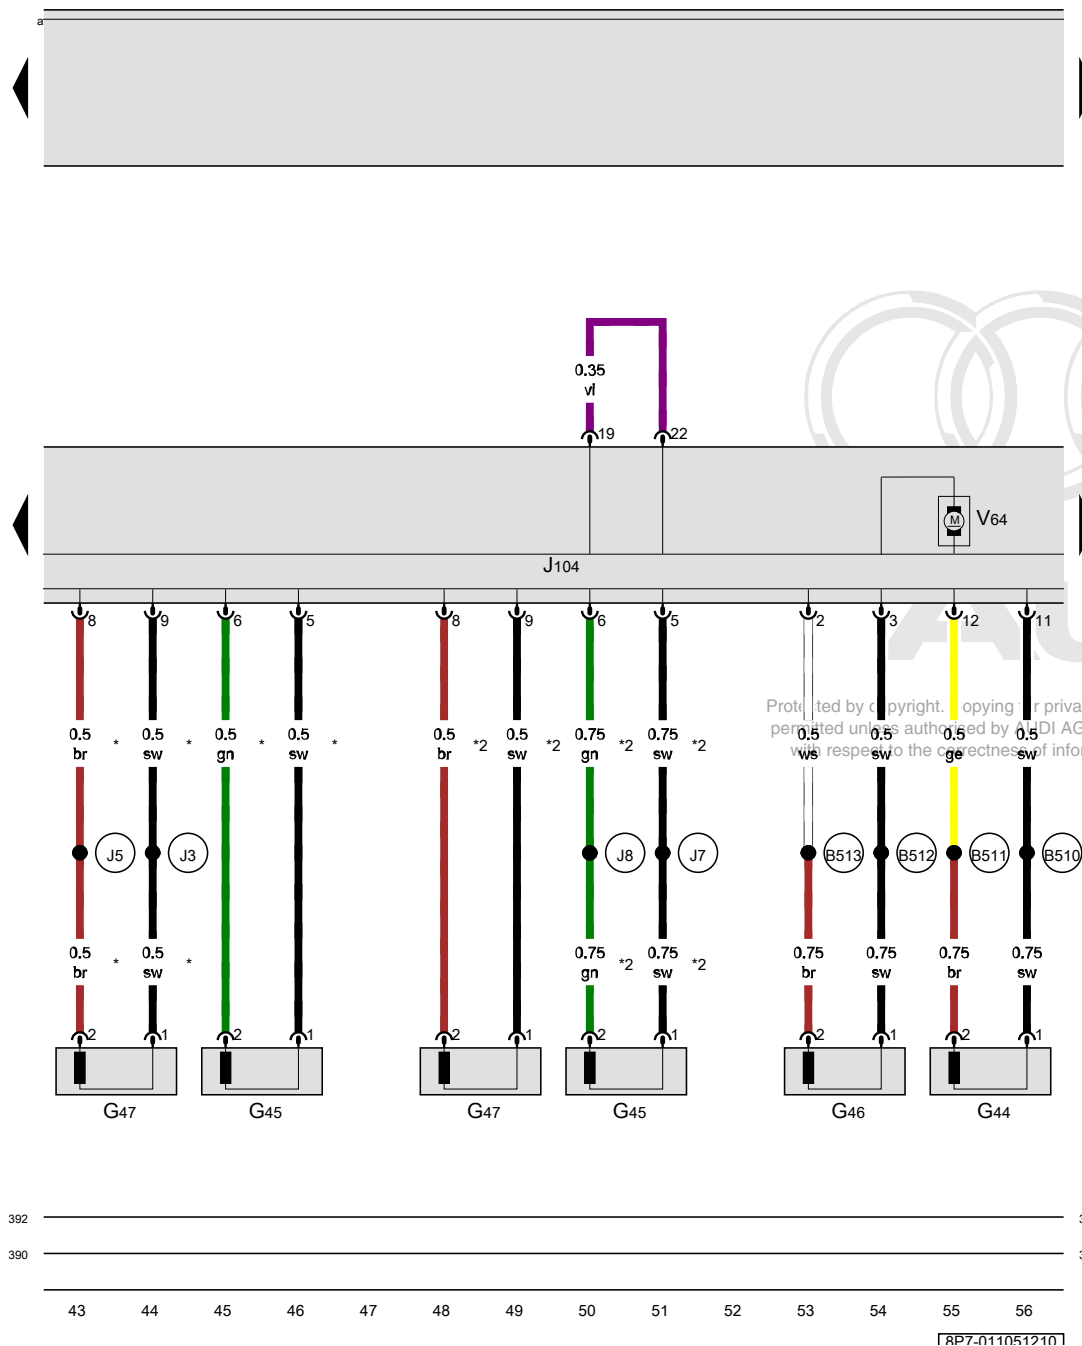 a
0.35
vi
19 22
M V64
J104
8 9 6 5 8 9 6 5 2 3 12 11
Protected by copyright. Copying for priva
permitted unless authorised by AUDI AG
with respect to the correctness of infor
0.5 0.5 0.5 0.5 0.5 0.5 0.75 0.75 0.5 0.5 0.5 0.5
br * sw * gn * sw * br *2 sw *2 gn *2 sw *2 ws sw ge sw
J5 J3 J8 J7 B513 B512 B511 B510
0.5 0.5 0.75 0.75 0.75 0.75 0.75 0.75
br * sw * gn *2 sw *2 br sw br sw
2 1 2 1 2 1 2 1 2 1 2 1
G47 G45 G47 G45 G46 G44
392
390
43 44 45 46 47 48 49 50 51 52 53 54 55 56
8P7-011051210